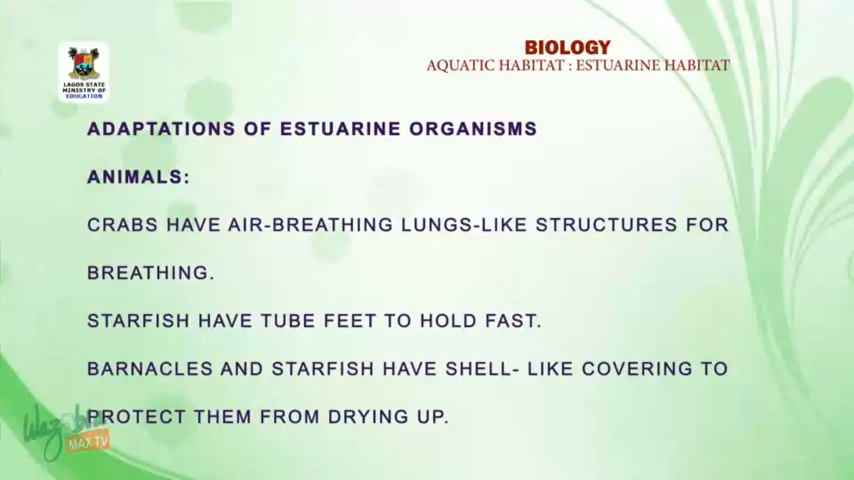 BIOLOGY
AQUATIC HABITAT : ESTUARINE HABITAT
LAGOS STATE
MINISTRY OF
EDUCATION
ADAPTATIONS OF ESTUARINE ORGANISMS
ANIMALS:
CRABS HAVE AIR-BREATHING LUNGS-LIKE STRUCTURES FOR
BREATHING.
STARFISH HAVE TUBE FEET TO HOLD FAST.
BARNACLES AND STARFISH HAVE SHELL- LIKE COVERING TO
PROTECT THEM FROM DRYING UP.
MAX TV